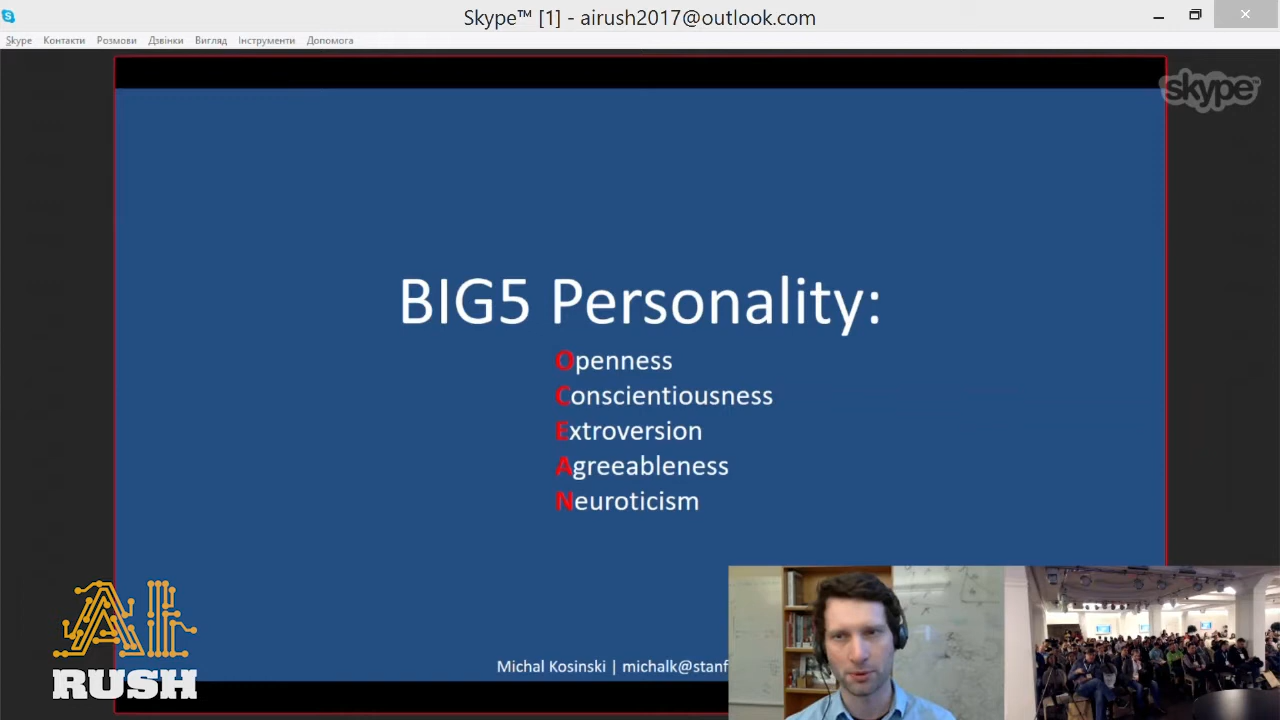 Skype™ [1] - airush2017@outlook.com
Skype Контакти Розмови Дзвінки Вигляд Інструменти Допомога
skype™
BIG5 Personality:
Openness
Conscientiousness
Extroversion
Agreeableness
Neuroticism
Michal Kosinski | michalk@stanf
AI
RUSH